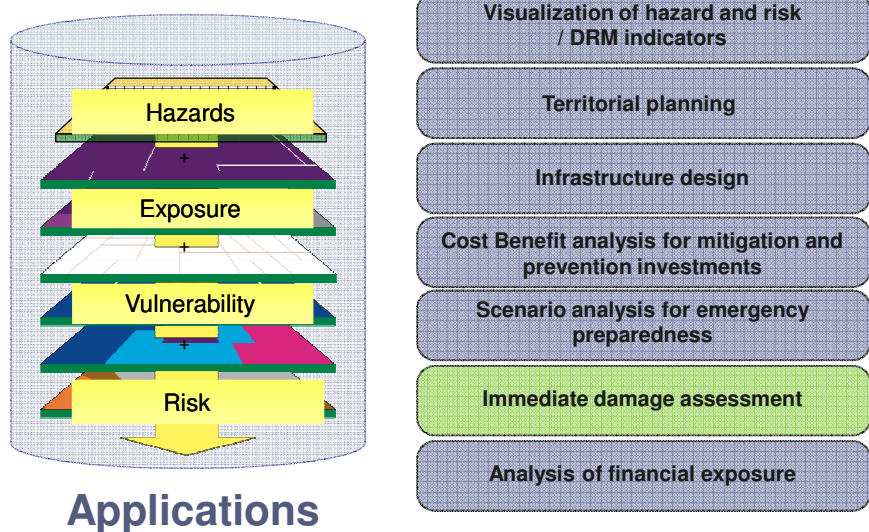 Hazards
+
Exposure
+
Vulnerability
+
Risk
Applications
Visualization of hazard and risk
/ DRM indicators
Territorial planning
Infrastructure design
Cost Benefit analysis for mitigation and
prevention investments
Scenario analysis for emergency
preparedness
Immediate damage assessment
Analysis of financial exposure